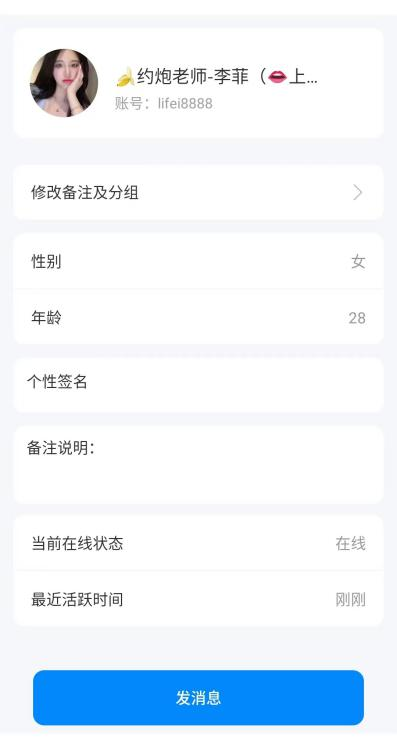 🍌约炮老师-李菲（👄上...
账号：lifei8888
修改备注及分组
性别 女
年龄 28
个性签名
备注说明：
当前在线状态 在线
最近活跃时间 刚刚
发消息